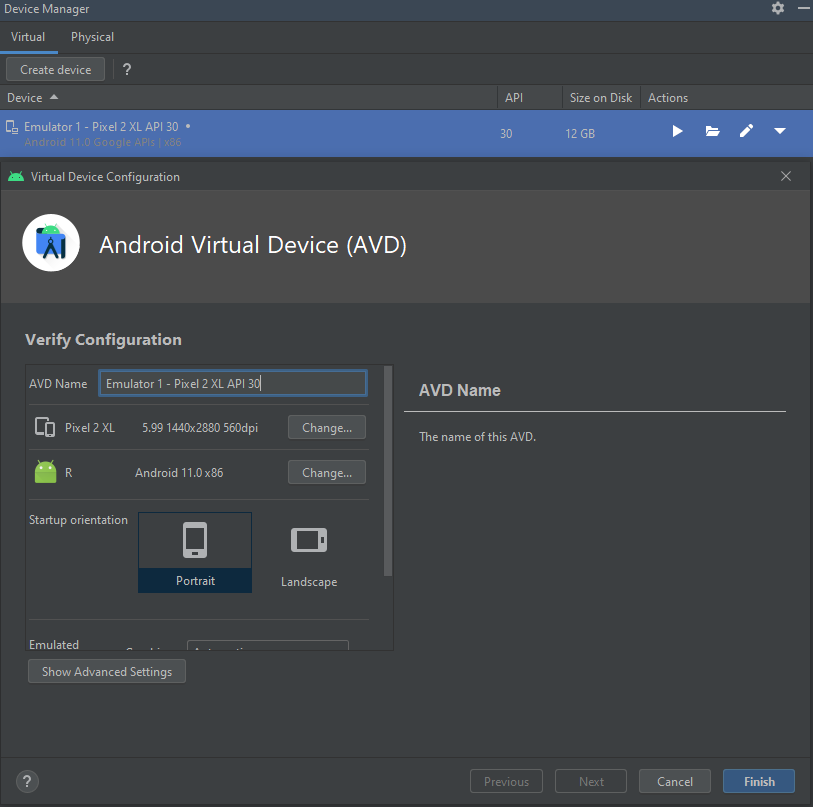 Device Manager
Virtual Physical
Create device ?
Device API Size on Disk Actions
Emulator 1 - Pixel 2 XL API 30 •
Android 11.0 Google APIs | x86
30 12 GB
Virtual Device Configuration
Android Virtual Device (AVD)
Verify Configuration
AVD Name Emulator 1 - Pixel 2 XL API 30
Pixel 2 XL 5.99 1440x2880 560dpi Change...
R Android 11.0 x86 Change...
Startup orientation
Portrait
Landscape
Emulated
Show Advanced Settings
AVD Name
The name of this AVD.
? Previous Next Cancel Finish